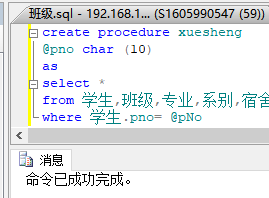 班级.sql - 192.168.1... (S1605990547 (59))
create procedure xuesheng
@pno char (10)
as
select *
from 学生,班级,专业,系别,宿舍
where 学生.pno= @pNo
消息
命令已成功完成。